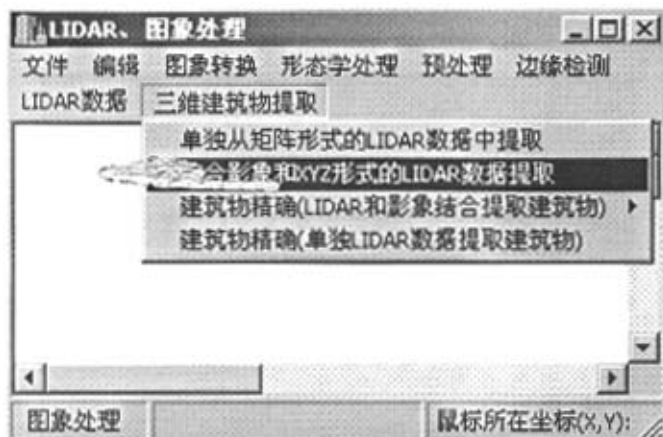 LIDAR、图象处理
文件 编辑 图象转换 形态学处理 预处理 边缘检测
LIDAR数据 三维建筑物提取
单独从矩阵形式的LIDAR数据中提取
合影象和XYZ形式的LIDAR数据提取
建筑物精确(LIDAR和影象结合提取建筑物)
建筑物精确(单独LIDAR数据提取建筑物)
图象处理 鼠标所在坐标(X,Y):